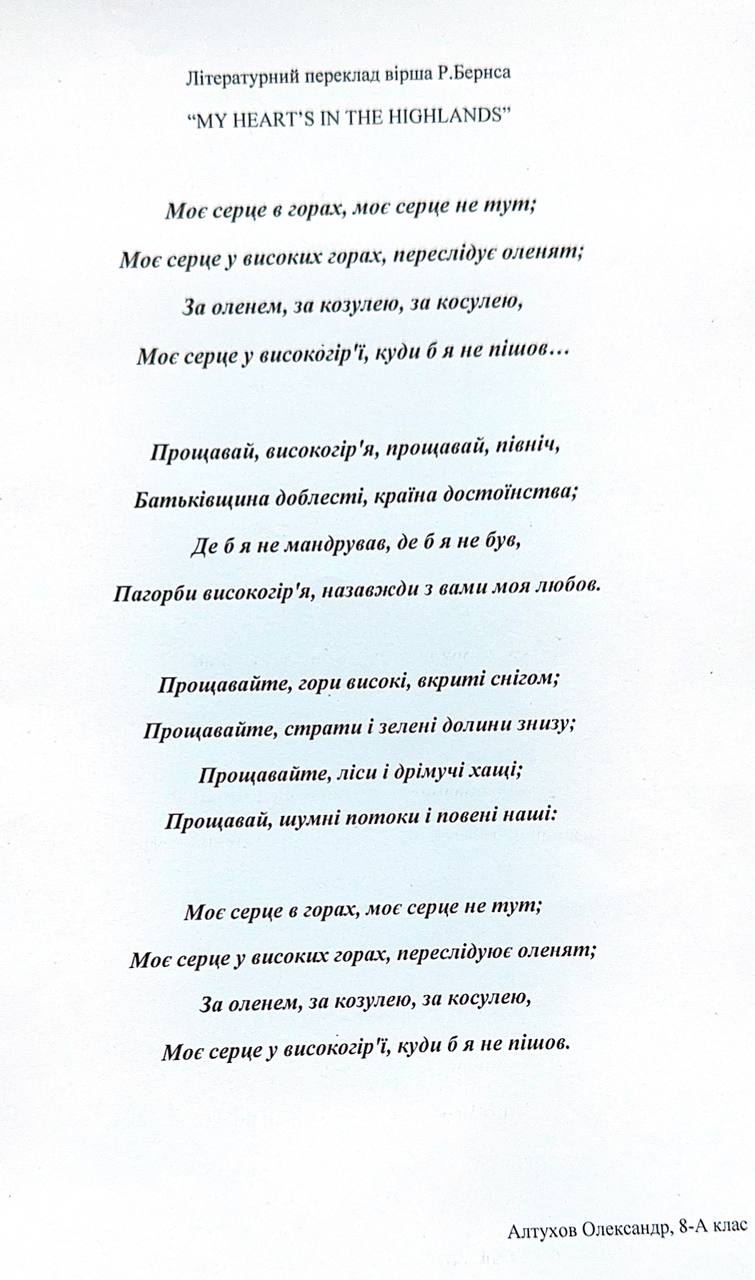 Літературний переклад вірша Р.Бернса
“MY HEART’S IN THE HIGHLANDS”
Моє серце в горах, моє серце не тут;
Моє серце у високих горах, переслідує оленят;
За оленем, за козулею, за косулею,
Моє серце у високогір'ї, куди б я не пішов…
Прощавай, високогір'я, прощавай, північ,
Батьківщина доблесті, країна достоїнства;
Де б я не мандрував, де б я не був,
Пагорби високогір'я, назавжди з вами моя любов.
Прощавайте, гори високі, вкриті снігом;
Прощавайте, страти і зелені долини знизу;
Прощавайте, ліси і дрімучі хащі;
Прощавай, шумні потоки і повені наші:
Моє серце в горах, моє серце не тут;
Моє серце у високих горах, переслідуює оленят;
За оленем, за козулею, за косулею,
Моє серце у високогір'ї, куди б я не пішов.
Алтухов Олександр, 8-А клас